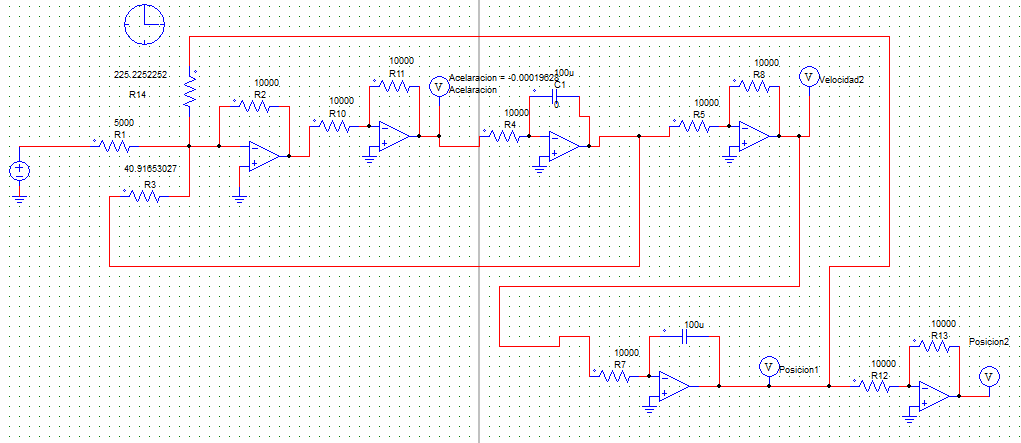 225.2252252
R14
5000
R1
40.91653027
R3
10000
R2
10000
R10
10000
R11
V
Acelaracion = -0.00019628
Acelaracion
100u
C1
0
10000
R4
10000
R5
10000
R8
V
Velocidad2
100u
10000
R7
V
Posicion1
10000
R12
10000
R13
Posicion2
V